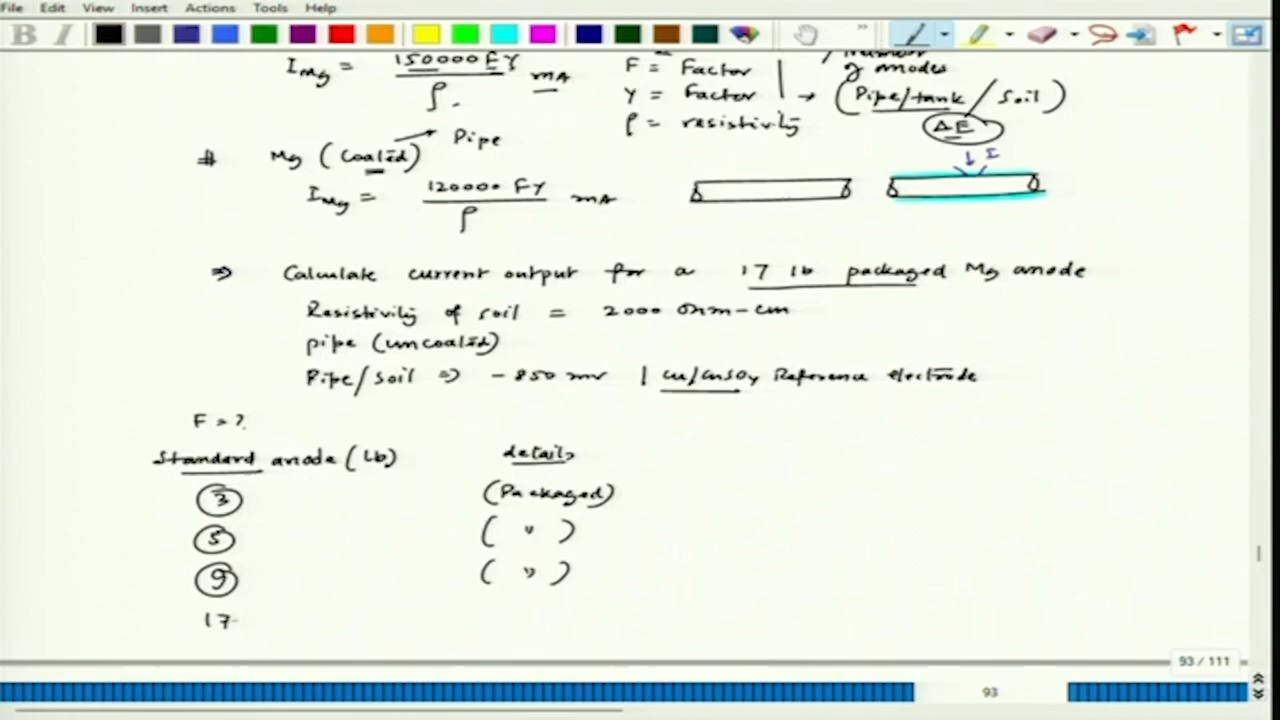 File Edit View Insert Actions Tools Help
I_Mg = 150000 FY / ρ mA
F = Factor
Y = Factor
ρ = resistivity
of anodes
→ (Pipe/tank / Soil)
ΔE
↓ I
# Mg (Coated) → Pipe
I_Mg = 120000 FY / ρ mA
⇒ Calculate current output for a 17 lb packaged Mg anode
Resistivity of soil = 2000 ohm-cm
pipe (uncoated)
Pipe/soil ⇒ -850 mv | Cu/CuSO4 Reference electrode
F = ?
Standard anode (Lb) details
3 (Packaged)
5 ( " )
9 ( " )
17
93 / 111
93